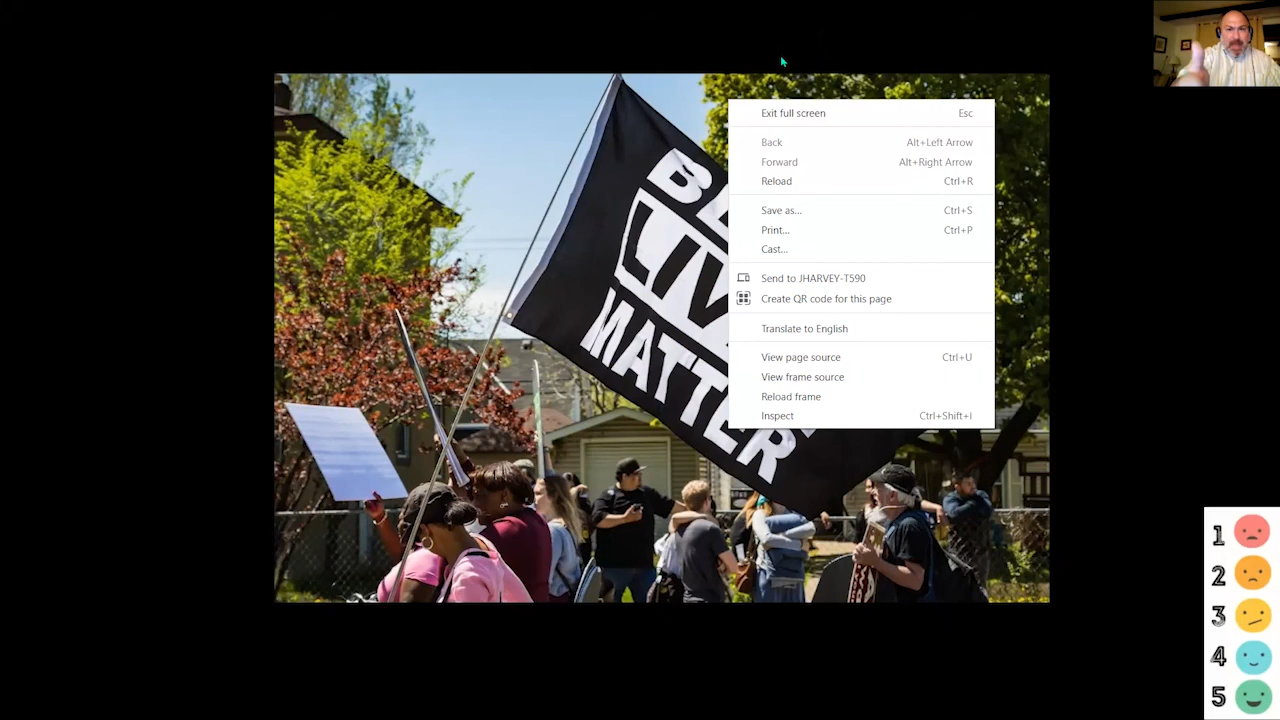 Exit full screen Esc
Back Alt+Left Arrow
Forward Alt+Right Arrow
Reload Ctrl+R
Save as... Ctrl+S
Print... Ctrl+P
Cast...
Send to JHARVEY-T590
Create QR code for this page
Translate to English
View page source Ctrl+U
View frame source
Reload frame
Inspect Ctrl+Shift+I
LIV
MATTER
1
2
3
4
5